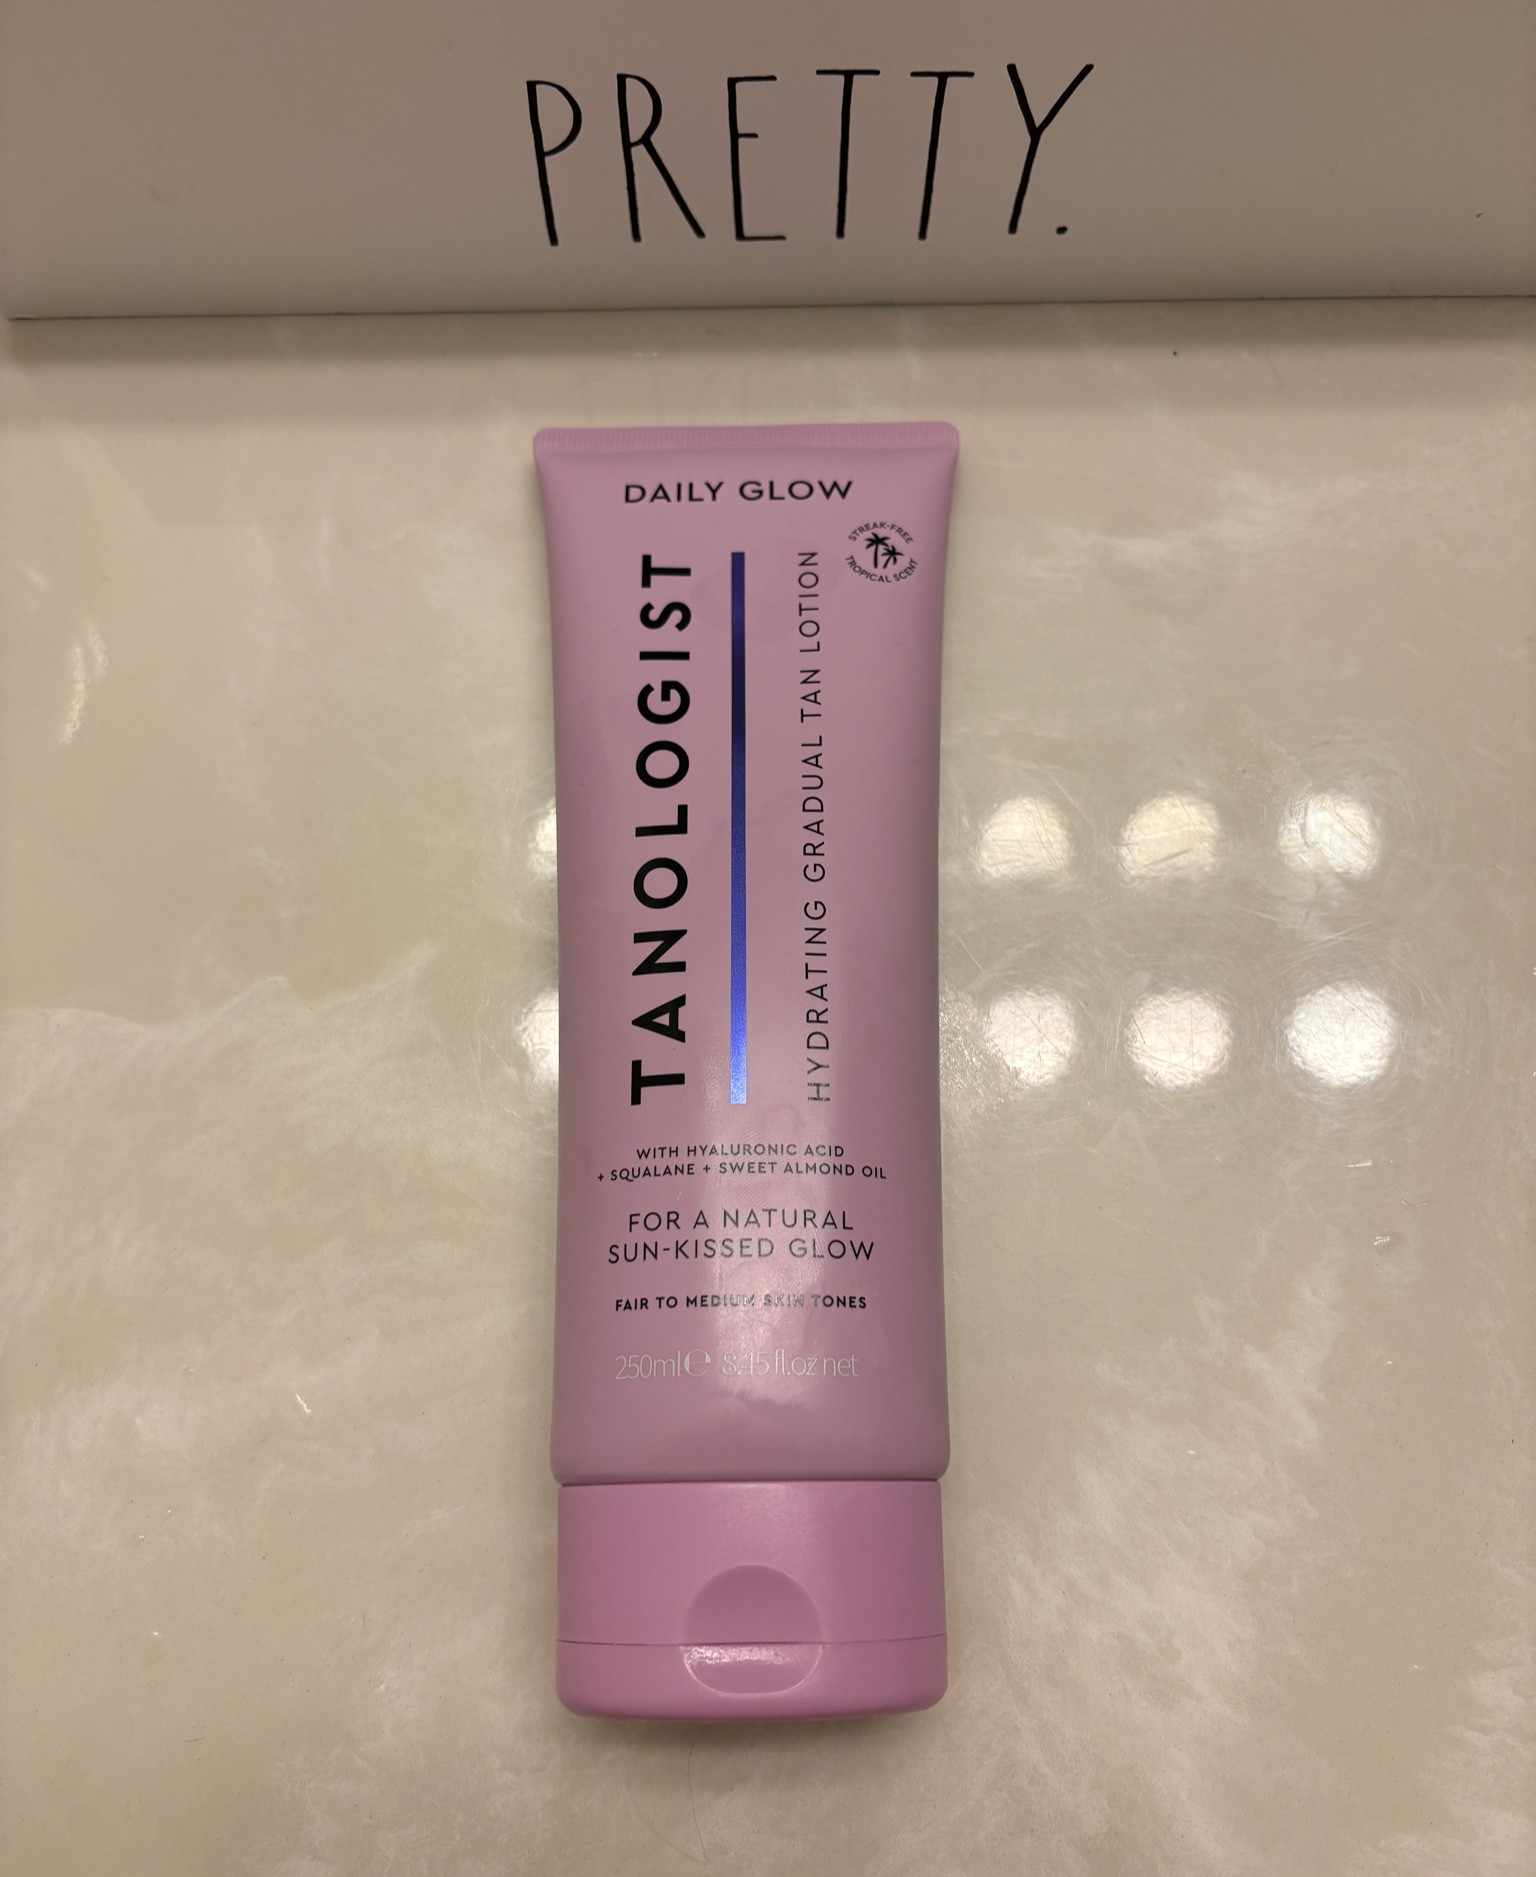 PRETTY.
DAILY GLOW
STREAK-FREE
TROPICAL SCENT
TANOLOGIST
HYDRATING GRADUAL TAN LOTION
WITH HYALURONIC ACID
+ SQUALANE + SWEET ALMOND OIL
FOR A NATURAL
SUN-KISSED GLOW
FAIR TO MEDIUM SKIN TONES
250ml℮ 8.45 fl.oz net